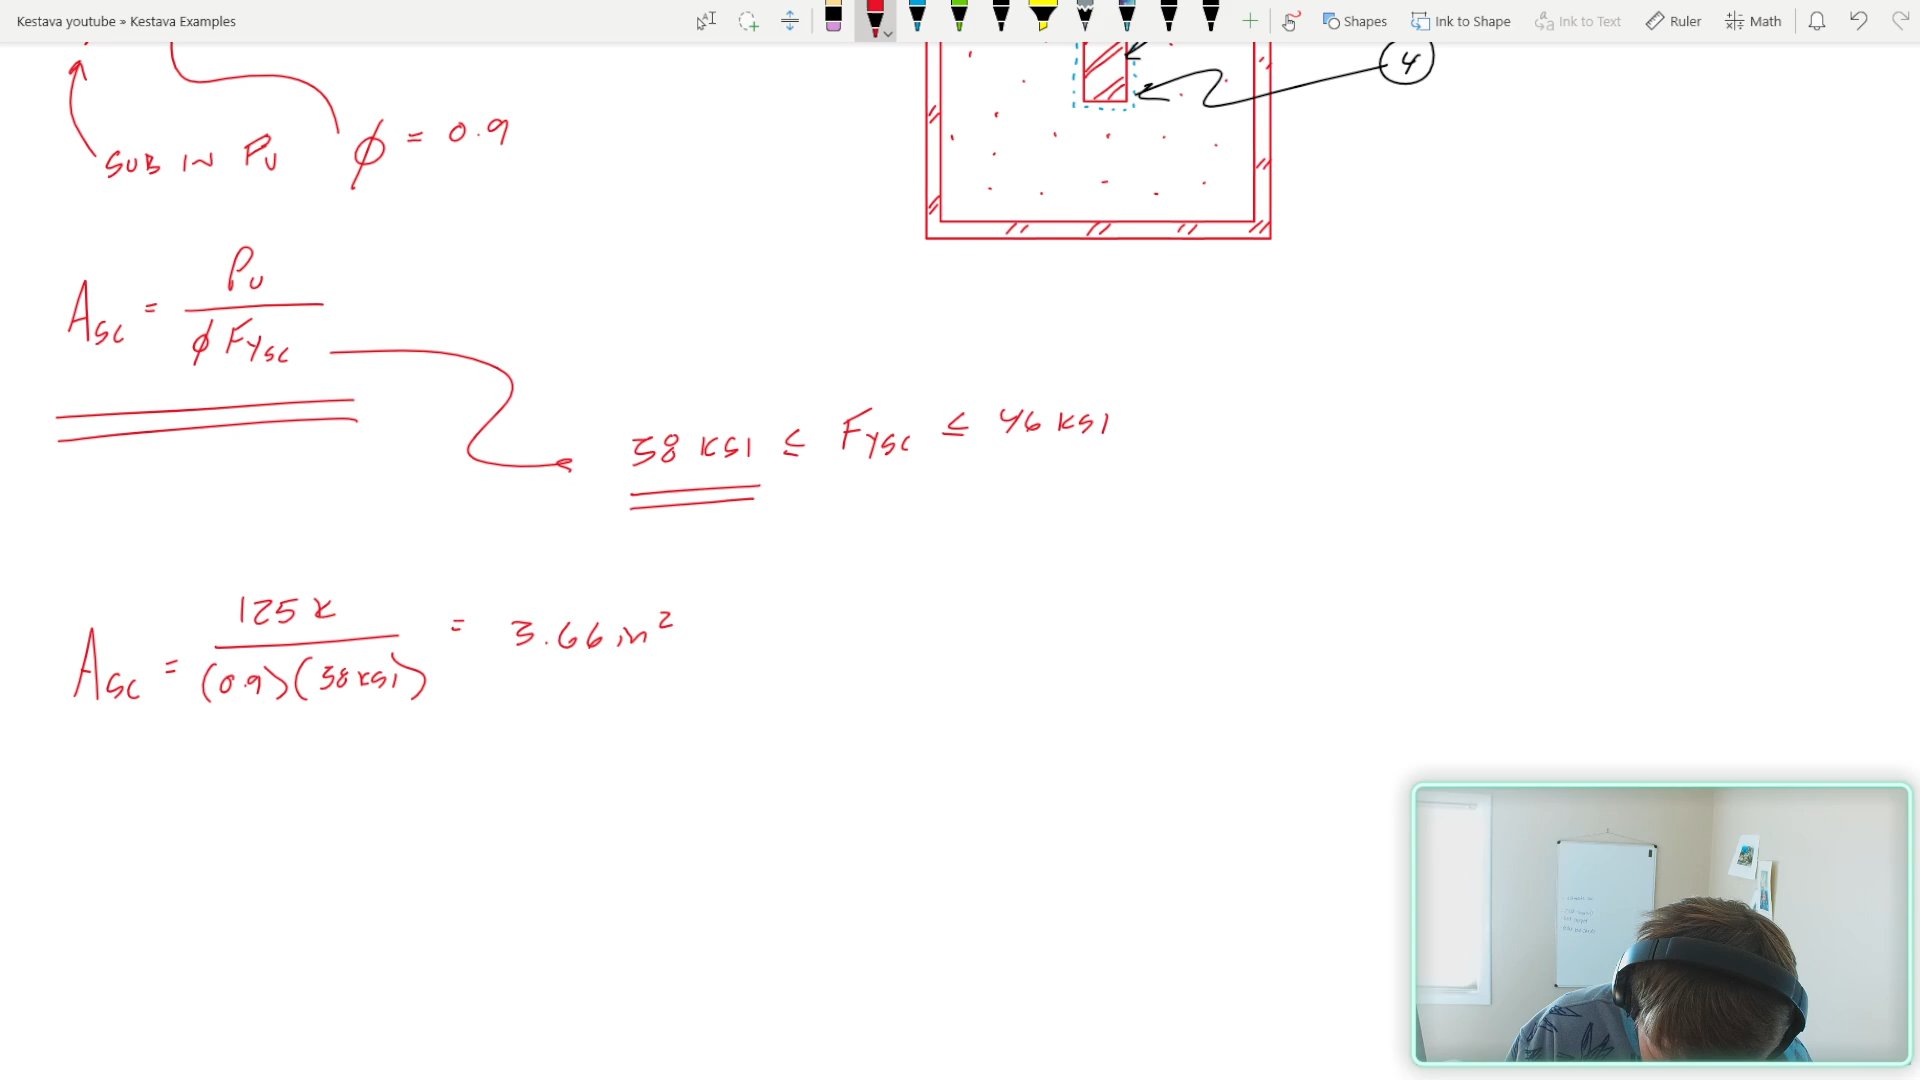 Kestava youtube » Kestava Examples
Shapes
Ink to Shape
Ink to Text
Ruler
Math
4
SUB IN Pu
ϕ = 0.9
Asc = Pu / ϕ Fysc
38 ksi ≤ Fysc ≤ 46 ksi
Asc = 125 k / (0.9)(38 ksi) = 3.66 in²